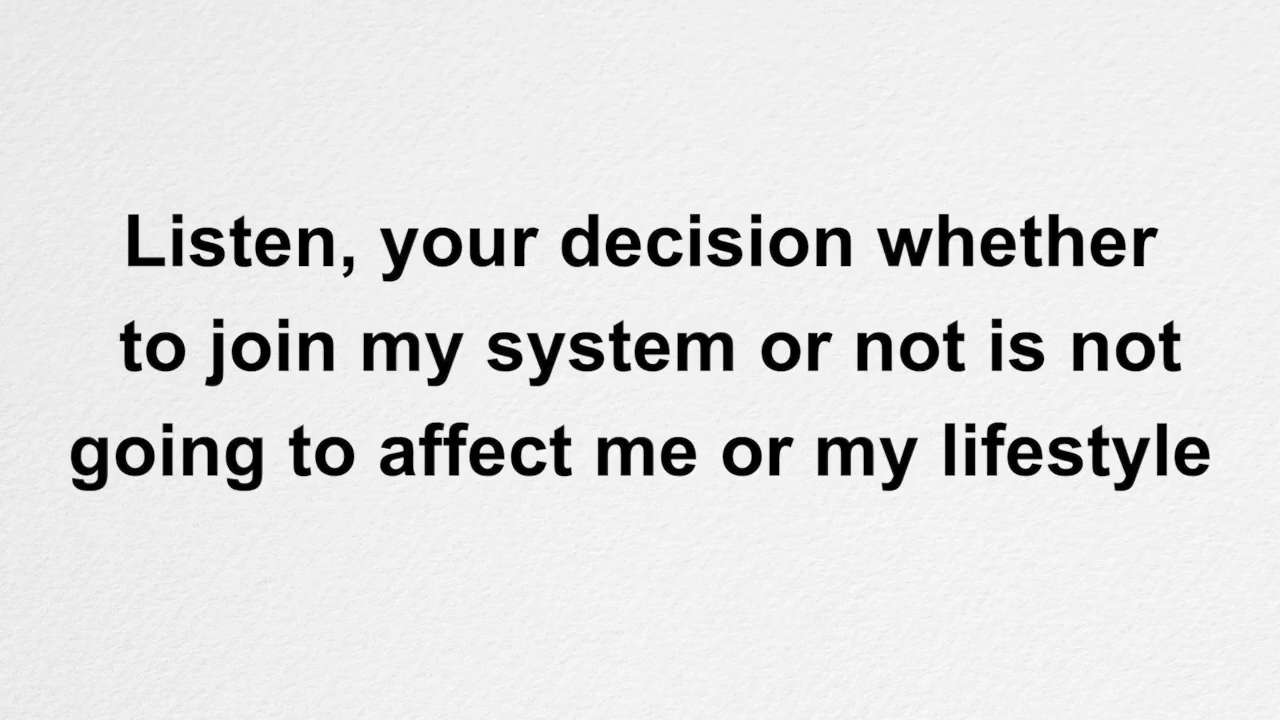 Listen, your decision whether
to join my system or not is not
going to affect me or my lifestyle